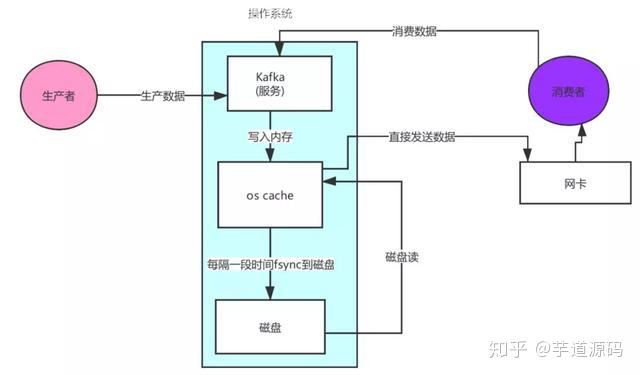 操作系统
消费数据
Kafka
(服务)
生产者
生产数据
消费者
写入内存
直接发送数据
os cache
网卡
磁盘读
每隔一段时间fsync到磁盘
磁盘
知乎 @芋道源码